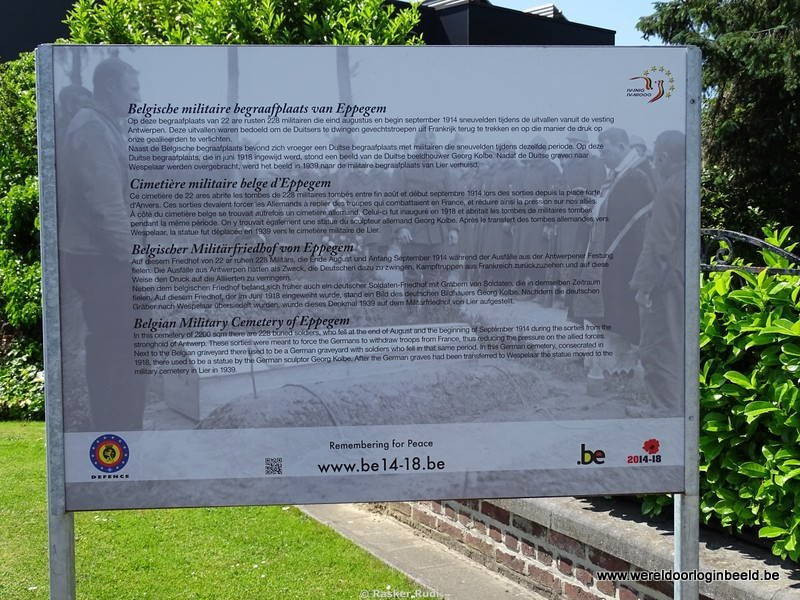 Belgische militaire begraafplaats van Eppegem
Op deze begraafplaats van 22 are rusten 228 militairen die eind augustus en begin september 1914 sneuvelden tijdens de uitvallen vanuit de vesting
Antwerpen. Deze uitvallen waren bedoeld om de Duitsers te dwingen gevechtstroepen uit Frankrijk terug te trekken en op die manier de druk op
onze geallieerden te verlichten.
Naast de Belgische begraafplaats bevond zich vroeger een Duitse begraafplaats met militairen die sneuvelden tijdens dezelfde periode. Op deze
Duitse begraafplaats, die in juni 1918 ingewijd werd, stond een beeld van de Duitse beeldhouwer Georg Kolbe. Nadat de Duitse graven naar
Wespelaar werden overgebracht, werd het beeld in 1939 naar de militaire begraafplaats van Lier verhuisd.
Cimetière militaire belge d'Eppegem
Ce cimetière de 22 ares abrite les tombes de 228 militaires tombés entre fin août et début septembre 1914 lors des sorties depuis la place forte
d'Anvers. Ces sorties devaient forcer les Allemands à replier des troupes qui combattaient en France, et réduire ainsi la pression sur nos alliés.
À côté du cimetière belge se trouvait autrefois un cimetière allemand. Celui-ci fut inauguré en 1918 et abritait les tombes de militaires tombés
pendant la même période. On y trouvait également une statue du sculpteur allemand Georg Kolbe. Après le transfert des tombes allemandes vers
Wespelaar, la statue fut déplacée en 1939 vers le cimetière militaire de Lier.
Belgischer Militärfriedhof von Eppegem
Auf diesem Friedhof von 22 ar ruhen 228 Militärs, die Ende August und Anfang September 1914 während der Ausfälle aus der Antwerpener Festung
fielen. Die Ausfälle aus Antwerpen hatten als Zweck, die Deutschen dazu zu zwingen, Kampftruppen aus Frankreich zurückzuziehen und auf diese
Weise den Druck auf die Alliierten zu verringern.
Neben dem belgischen Friedhof befand sich früher auch ein deutscher Soldaten-Friedhof mit Gräbern von Soldaten, die in demselben Zeitraum
fielen. Auf diesem Friedhof, der im Juni 1918 eingeweiht wurde, stand ein Bild des deutschen Bildhauers Georg Kolbe. Nachdem die deutschen
Gräber nach Wespelaar übersiedelt wurden, wurde dieses Denkmal 1939 auf dem Militärfriedhof von Lier aufgestellt.
Belgian Military Cemetery of Eppegem
In this cemetery of 2200 sqm there are 228 buried soldiers, who fell at the end of August and the beginning of September 1914 during the sorties from the
stronghold of Antwerp. These sorties were meant to force the Germans to withdraw troops from France, thus reducing the pressure on the allied forces.
Next to the Belgian graveyard there used to be a German graveyard with soldiers who fell in that same period. In this German cemetery, consecrated in
1918, there used to be a statue by the German sculptor Georg Kolbe. After the German graves had been transferred to Wespelaar the statue moved to the
military cemetery in Lier in 1939.
Remembering for Peace
www.be14-18.be
DEFENCE
.be
2014-18
www.wereldoorloginbeeld.be
© Rasker Rudi